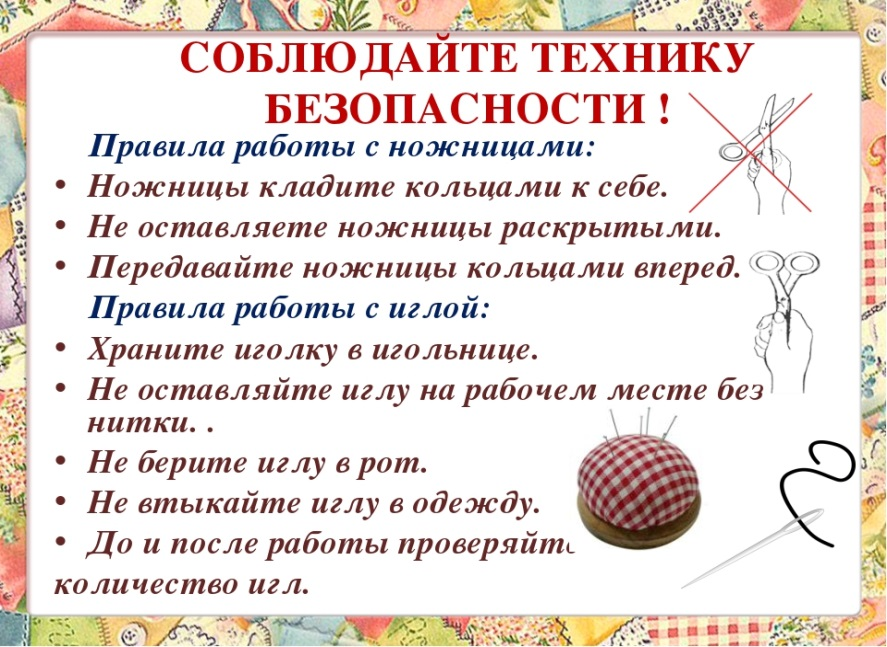 СОБЛЮДАЙТЕ ТЕХНИКУ
БЕЗОПАСНОСТИ !
Правила работы с ножницами:
• Ножницы кладите кольцами к себе.
• Не оставляете ножницы раскрытыми.
• Передавайте ножницы кольцами вперед.
Правила работы с иглой:
• Храните иголку в игольнице.
• Не оставляйте иглу на рабочем месте без
нитки. .
• Не берите иглу в рот.
• Не втыкайте иглу в одежду.
• До и после работы проверяйте
количество игл.